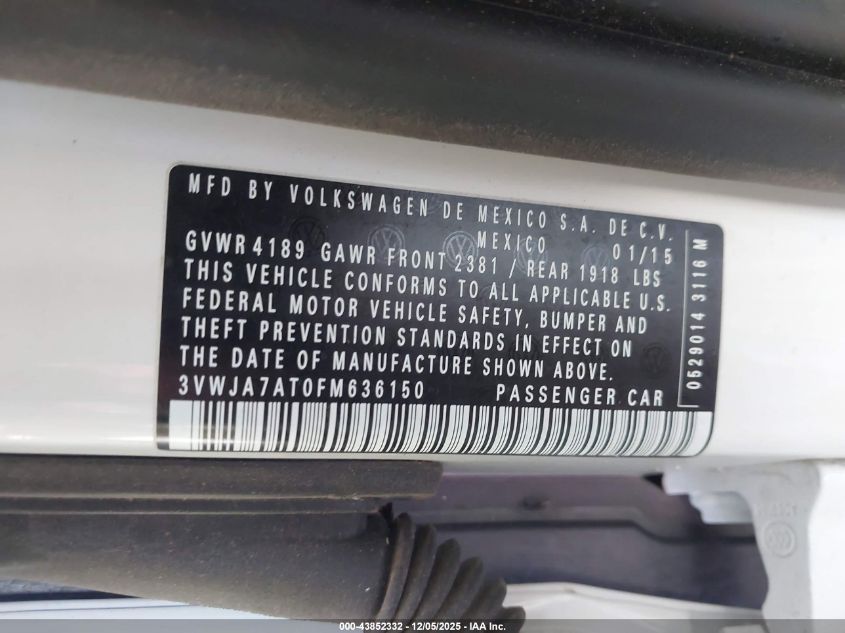 MFD BY VOLKSWAGEN DE MEXICO S.A. DE C.V.
MEXICO 01/15
GVWR 4189 GAWR FRONT 2381 / REAR 1918 LBS
THIS VEHICLE CONFORMS TO ALL APPLICABLE U.S.
FEDERAL MOTOR VEHICLE SAFETY, BUMPER AND
THEFT PREVENTION STANDARDS IN EFFECT ON
THE DATE OF MANUFACTURE SHOWN ABOVE.
3VWJA7AT0FM636150 PASSENGER CAR
0529014 3116 M
000-43852332 - 12/05/2025 - IAA Inc.